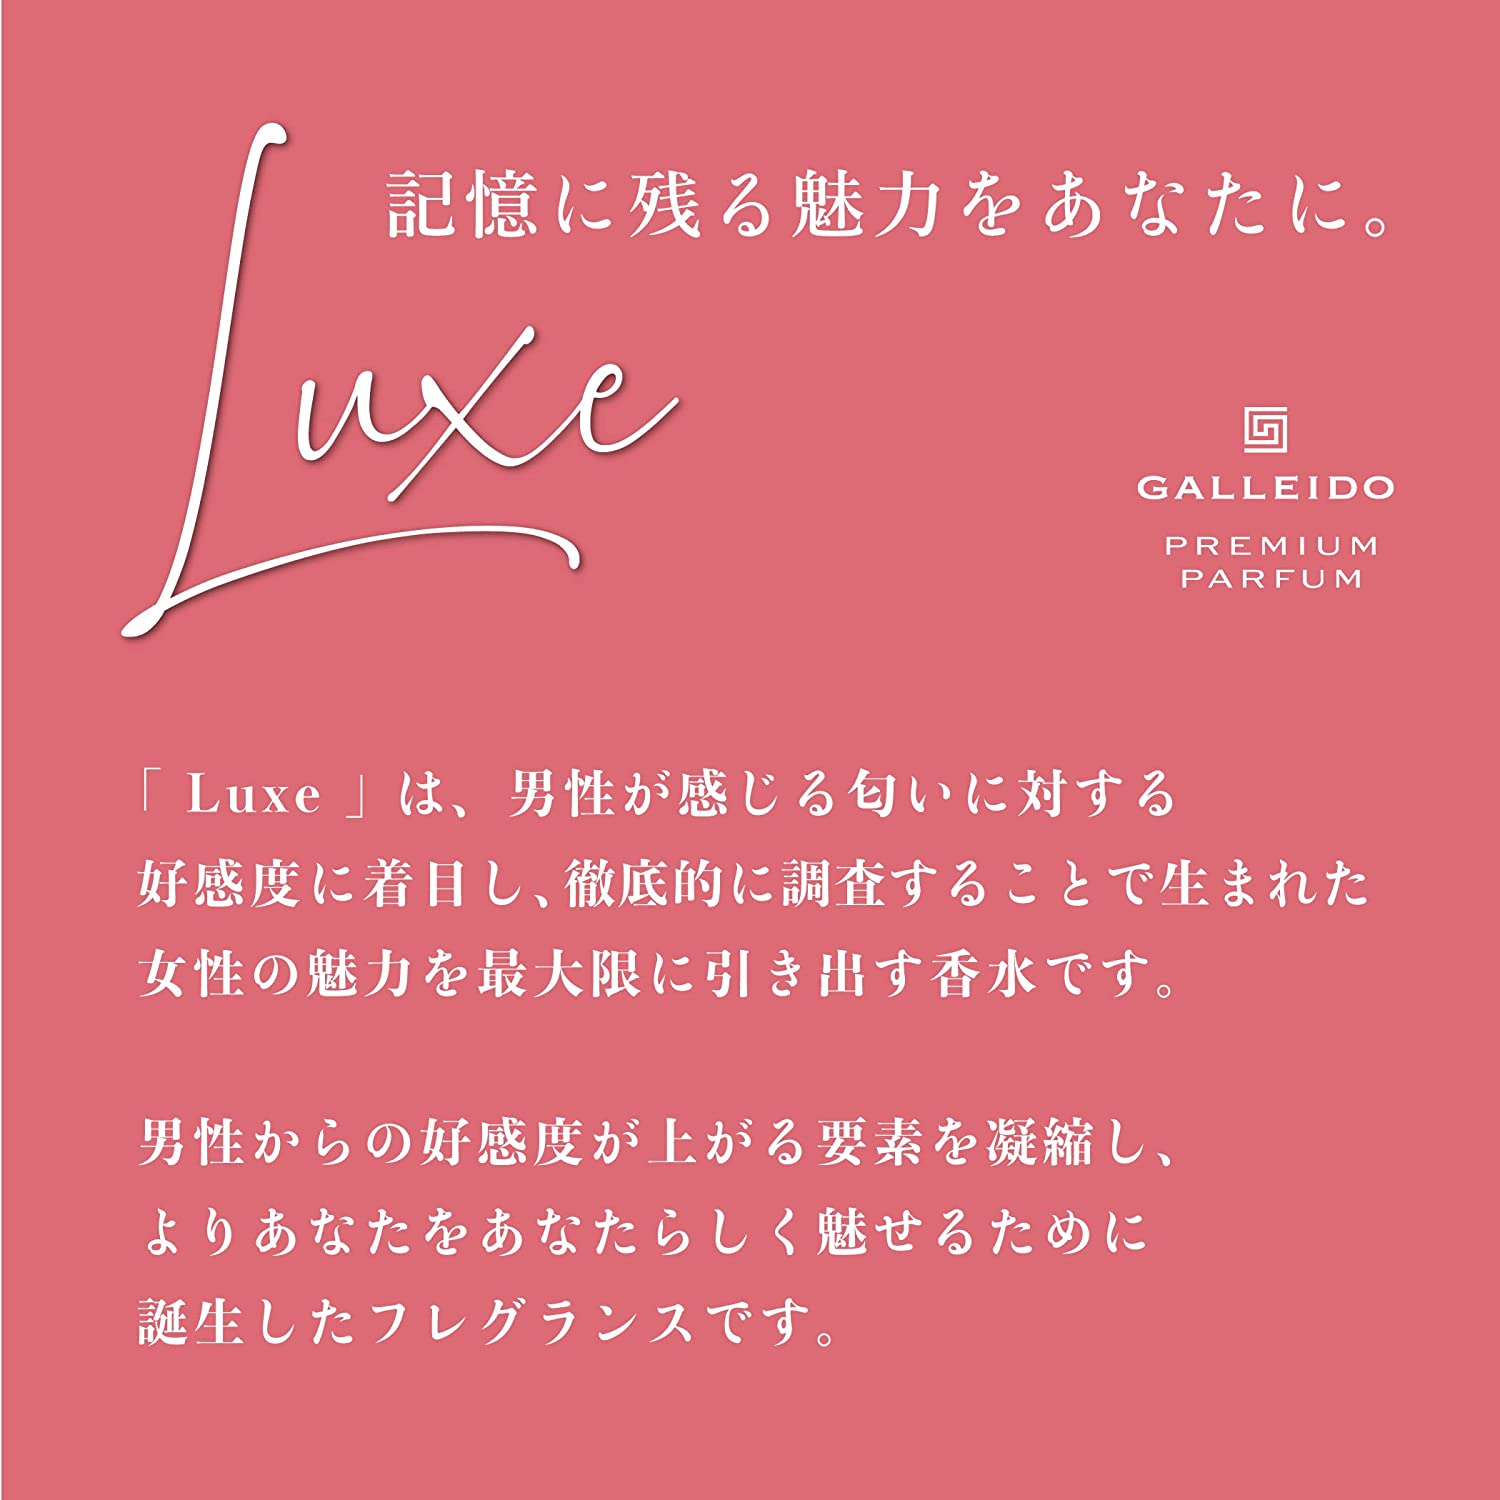 記憶に残る魅力をあなたに。
Luxe
GALLEIDO
PREMIUM
PARFUM
「 Luxe 」は、男性が感じる匂いに対する
好感度に着目し、徹底的に調査することで生まれた
女性の魅力を最大限に引き出す香水です。
男性からの好感度が上がる要素を凝縮し、
よりあなたをあなたらしく魅せるために
誕生したフレグランスです。